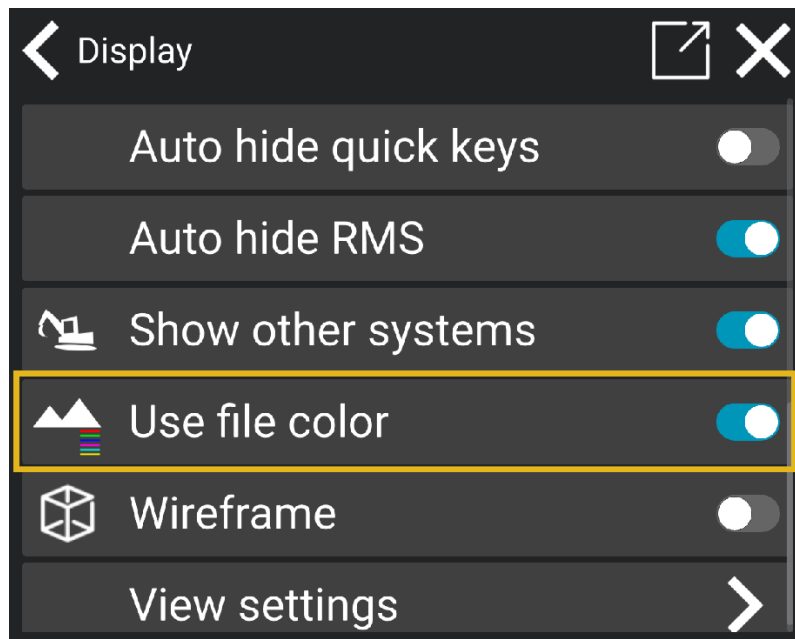 Display
Auto hide quick keys
Auto hide RMS
Show other systems
Use file color
Wireframe
View settings